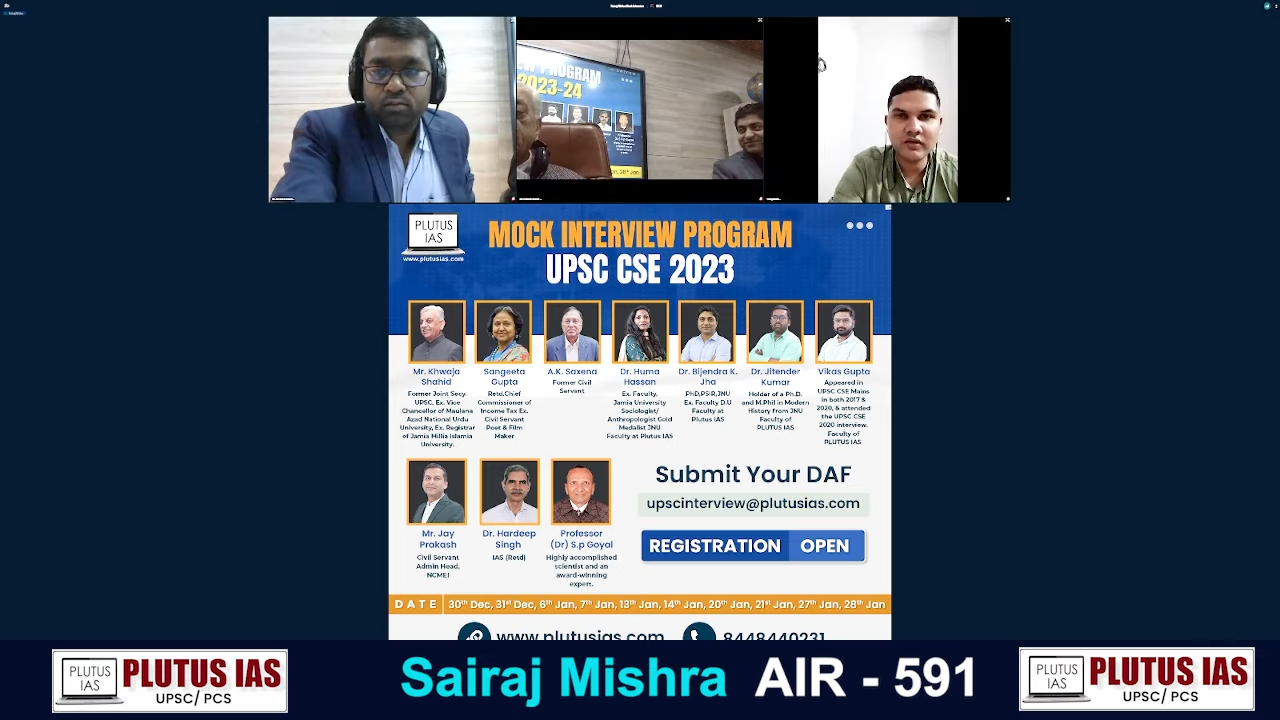 W PROGRAM
2023-24
PLUTUS
IAS
www.plutusias.com
MOCK INTERVIEW PROGRAM
UPSC CSE 2023
Mr. Khwaja
Shahid
Former Joint Secy.
UPSC, Ex. Vice
Chancellor of Maulana
Azad National Urdu
University, Ex. Registrar
of Jamia Millia Islamia
University.
Sangeeta
Gupta
Retd.Chief
Commissioner of
Income Tax Ex.
Civil Servant
Poet & Film
Maker
A.K. Saxena
Former Civil
Servant
Dr. Huma
Hassan
Ex. Faculty,
Jamia University
Sociologist/
Anthropologist Gold
Medalist JNU
Faculty at Plutus IAS
Dr. Bijendra K.
Jha
PhD,PSIR,JNU
Ex. Faculty D.U
Faculty at
Plutus IAS
Dr. Jitender
Kumar
Holder of a Ph.D.
and M.Phil in Modern
History from JNU
Faculty of
PLUTUS IAS
Vikas Gupta
Appeared in
UPSC CSE Mains
in both 2017 &
2020, & attended
the UPSC CSE
2020 interview.
Faculty of
PLUTUS IAS
Mr. Jay
Prakash
Civil Servant
Admin Head,
NCMEI
Dr. Hardeep
Singh
IAS (Retd)
Professor
(Dr) S.p Goyal
Highly accomplished
scientist and an
award-winning
expert.
Submit Your DAF
upscinterview@plutusias.com
REGISTRATION OPEN
DATE 30th Dec, 31st Dec, 6th Jan, 7th Jan, 13th Jan, 14th Jan, 20th Jan, 21st Jan, 27th Jan, 28th Jan
www.plutusias.com 8448440231
PLUTUS
IAS
PLUTUS IAS
UPSC/ PCS
Sairaj Mishra AIR - 591
PLUTUS
IAS
PLUTUS IAS
UPSC/ PCS